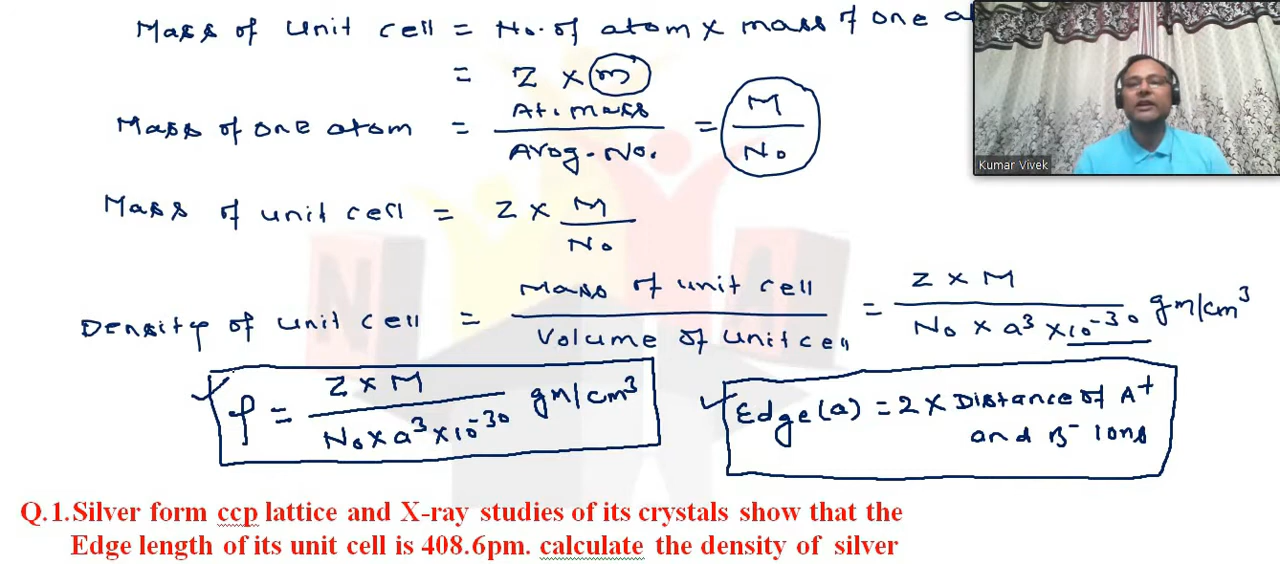 Mass of unit cell = No. of atom x mass of one
= Z x m
Mass of one atom = At. mass / Avog. No. = M / No
Mass of unit cell = Z x M / No
Density of unit cell = Mass of unit cell / Volume of unit cell = Z x M / No x a³ x 10⁻³⁰ gm/cm³
ρ = Z x M / No x a³ x 10⁻³⁰ gm/cm³
Edge(a) = 2 x Distance of A⁺
and B⁻ ions
Kumar Vivek
Q.1.Silver form ccp lattice and X-ray studies of its crystals show that the
Edge length of its unit cell is 408.6pm. calculate the density of silver